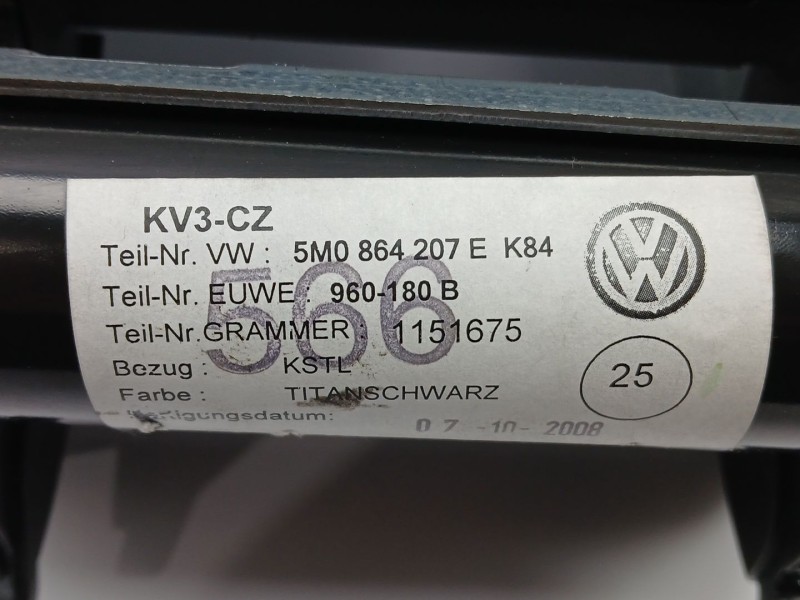 KV3-CZ
Teil-Nr. VW : 5M0 864 207 E K84
Teil-Nr. EUWE : 960-180 B
Teil-Nr.GRAMMER : 1151675
566
Bezug : KSTL
Farbe : TITANSCHWARZ
25
Fertigungsdatum: 07 -10- 2008